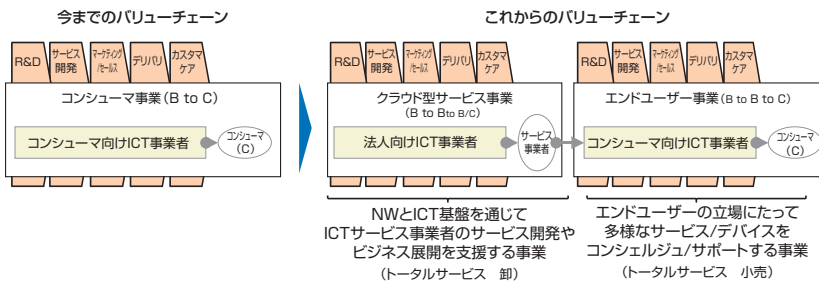 今までのバリューチェーン
R&D
サービス
開発
マーケティング
/セールス
デリバリ
カスタマ
ケア
コンシューマ事業(B to C)
コンシューマ向けICT事業者
コンシューマ
(C)
これからのバリューチェーン
R&D
サービス
開発
マーケティング
/セールス
デリバリ
カスタマ
ケア
クラウド型サービス事業
(B to B to B/C)
法人向けICT事業者
サービス
事業者
NWとICT基盤を通じて
ICTサービス事業者のサービス開発や
ビジネス展開を支援する事業
(トータルサービス 卸)
R&D
サービス
開発
マーケティング
/セールス
デリバリ
カスタマ
ケア
エンドユーザー事業(B to B to C)
コンシューマ向けICT事業者
コンシューマ
(C)
エンドユーザーの立場にたって
多様なサービス/デバイスを
コンシェルジュ/サポートする事業
(トータルサービス 小売)